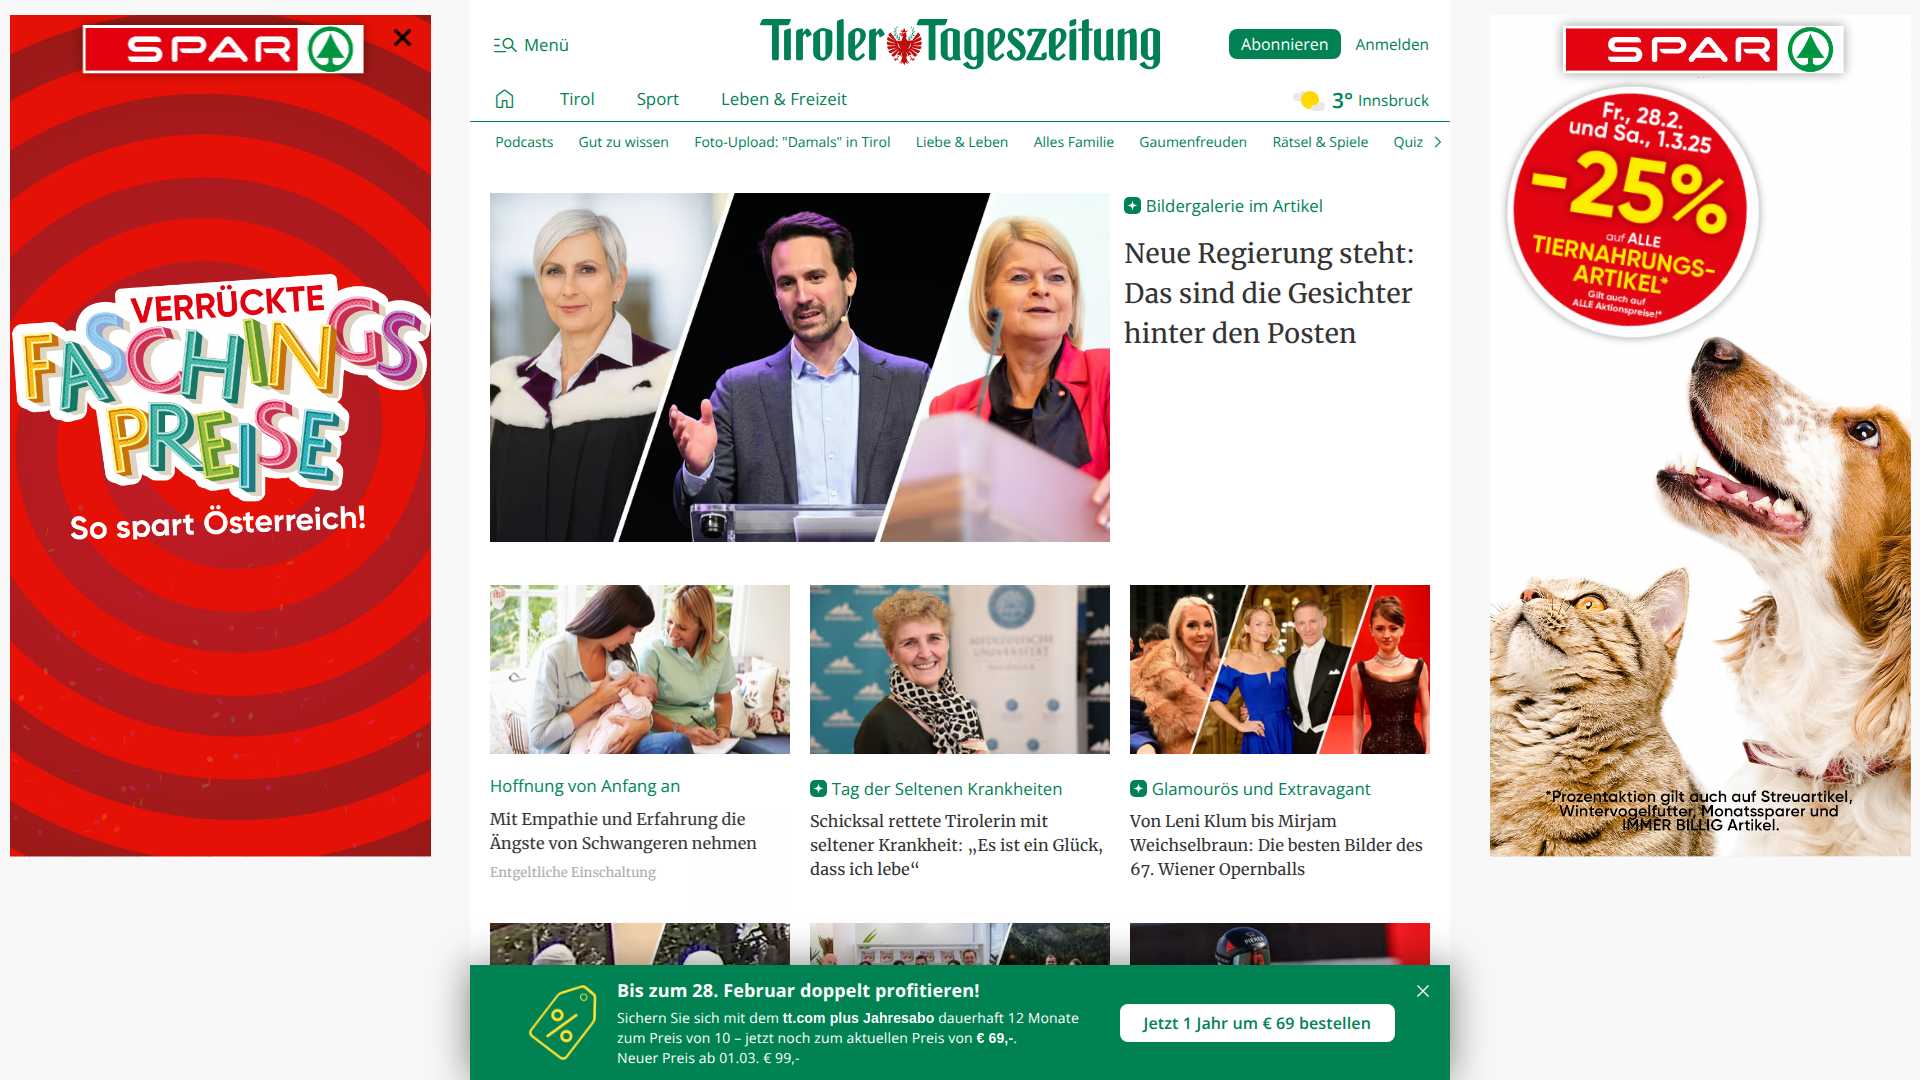 SPAR
VERRÜCKTE
FASCHINGS
PREISE
So spart Österreich!
Menü
Tiroler Tageszeitung
Abonnieren
Anmelden
Tirol
Sport
Leben & Freizeit
3° Innsbruck
Podcasts
Gut zu wissen
Foto-Upload: "Damals" in Tirol
Liebe & Leben
Alles Familie
Gaumenfreuden
Rätsel & Spiele
Quiz
Bildergalerie im Artikel
Neue Regierung steht:
Das sind die Gesichter
hinter den Posten
Hoffnung von Anfang an
Mit Empathie und Erfahrung die
Ängste von Schwangeren nehmen
Entgeltliche Einschaltung
Tag der Seltenen Krankheiten
Schicksal rettete Tirolerin mit
seltener Krankheit: „Es ist ein Glück,
dass ich lebe“
Glamourös und Extravagant
Von Leni Klum bis Mirjam
Weichselbraun: Die besten Bilder des
67. Wiener Opernballs
Bis zum 28. Februar doppelt profitieren!
Sichern Sie sich mit dem tt.com plus Jahresabo dauerhaft 12 Monate
zum Preis von 10 – jetzt noch zum aktuellen Preis von € 69,-.
Neuer Preis ab 01.03. € 99,-
Jetzt 1 Jahr um € 69 bestellen
SPAR
Fr., 28.2.
und Sa., 1.3.25
-25%
auf ALLE
TIERNAHRUNGS-
ARTIKEL*
Gilt auch auf
ALLE Aktionspreise!*
*Prozentaktion gilt auch auf Streuartikel,
Wintervogelfutter, Monatssparer und
IMMER BILLIG Artikel.